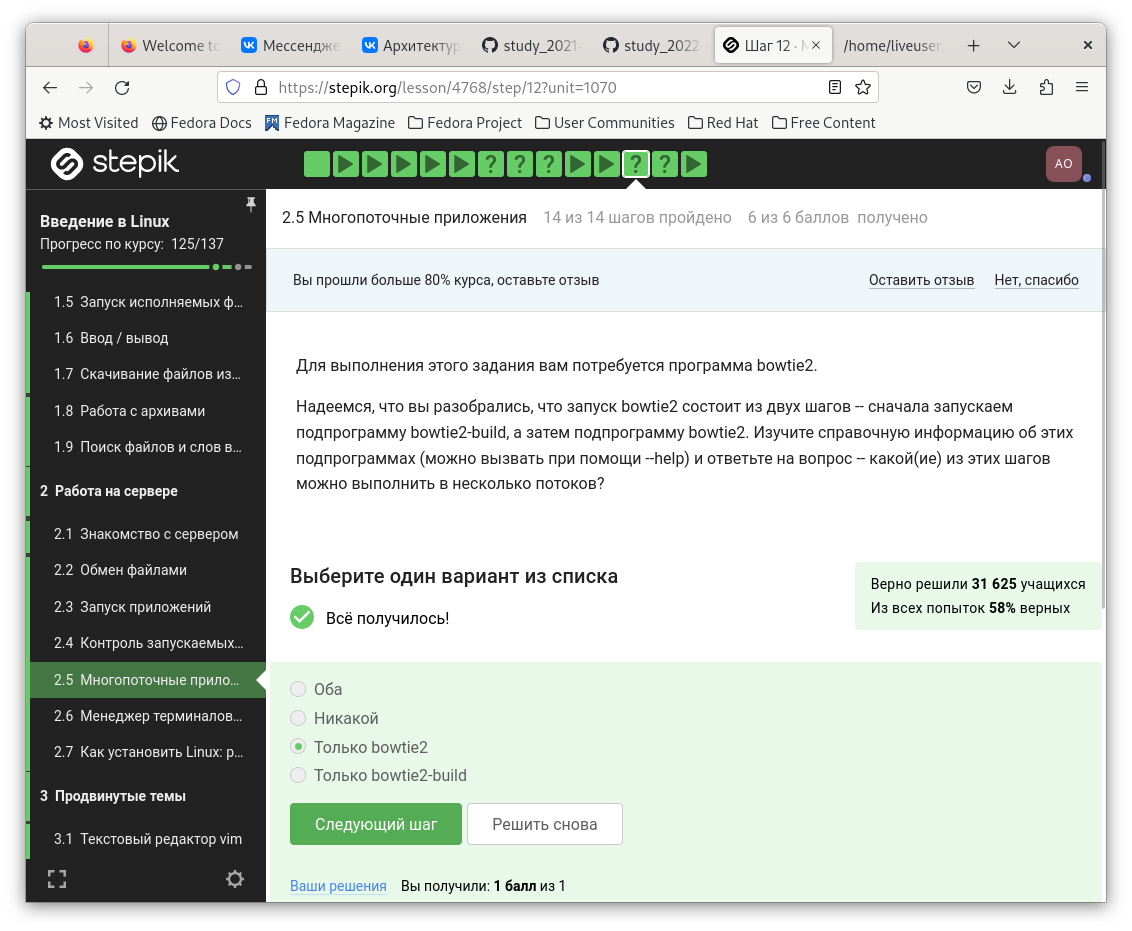 Welcome to
Мессендже
Архитектур
study_2021-
study_2022
Шаг 12 ·
/home/liveuser
https://stepik.org/lesson/4768/step/12?unit=1070
Most Visited
Fedora Docs
Fedora Magazine
Fedora Project
User Communities
Red Hat
Free Content
stepik
? ? ? ? ?
AO
Введение в Linux
Прогресс по курсу: 125/137
1.5 Запуск исполняемых ф…
1.6 Ввод / вывод
1.7 Скачивание файлов из…
1.8 Работа с архивами
1.9 Поиск файлов и слов в…
2 Работа на сервере
2.1 Знакомство с сервером
2.2 Обмен файлами
2.3 Запуск приложений
2.4 Контроль запускаемых…
2.5 Многопоточные прило…
2.6 Менеджер терминалов…
2.7 Как установить Linux: р…
3 Продвинутые темы
3.1 Текстовый редактор vim
2.5 Многопоточные приложения 14 из 14 шагов пройдено 6 из 6 баллов получено
Вы прошли больше 80% курса, оставьте отзыв
Оставить отзыв
Нет, спасибо
Для выполнения этого задания вам потребуется программа bowtie2.
Надеемся, что вы разобрались, что запуск bowtie2 состоит из двух шагов -- сначала запускаем
подпрограмму bowtie2-build, а затем подпрограмму bowtie2. Изучите справочную информацию об этих
подпрограммах (можно вызвать при помощи --help) и ответьте на вопрос -- какой(ие) из этих шагов
можно выполнить в несколько потоков?
Выберите один вариант из списка
Всё получилось!
Верно решили 31 625 учащихся
Из всех попыток 58% верных
Оба
Никакой
Только bowtie2
Только bowtie2-build
Следующий шаг
Решить снова
Ваши решения Вы получили: 1 балл из 1